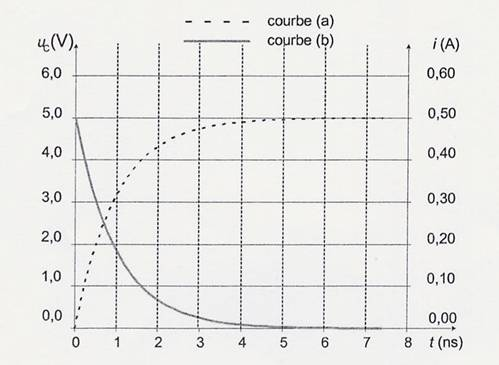 courbe (a)
courbe (b)
u_c(V) i (A)
6,0 0,60
5,0 0,50
4,0 0,40
3,0 0,30
2,0 0,20
1,0 0,10
0,0 0,00
0 1 2 3 4 5 6 7 8 t (ns)